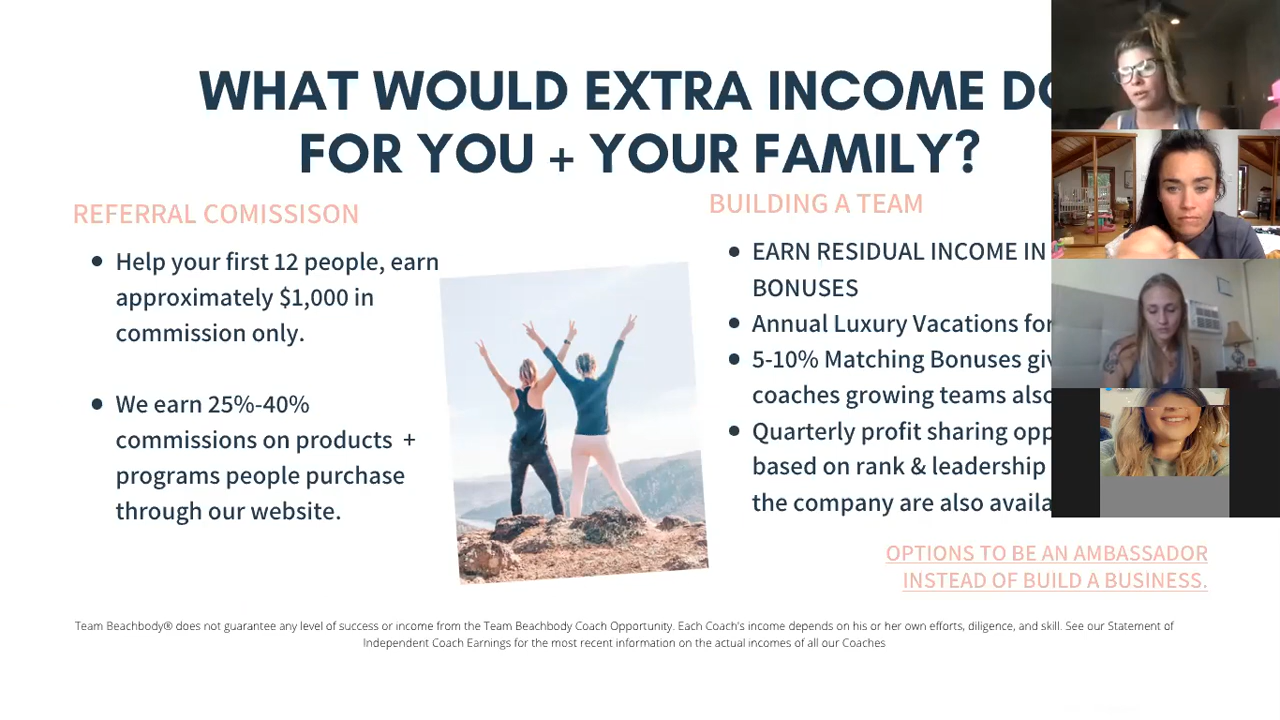 WHAT WOULD EXTRA INCOME DO
FOR YOU + YOUR FAMILY?
REFERRAL COMISSISON
Help your first 12 people, earn
approximately $1,000 in
commission only.
We earn 25%-40%
commissions on products +
programs people purchase
through our website.
BUILDING A TEAM
EARN RESIDUAL INCOME IN
BONUSES
Annual Luxury Vacations for
5-10% Matching Bonuses
coaches growing teams also
Quarterly profit sharing
based on rank & leadership
the company are also
OPTIONS TO BE AN AMBASSADOR
INSTEAD OF BUILD A BUSINESS.
Team Beachbody® does not guarantee any level of success or income from the Team Beachbody Coach Opportunity. Each Coach's income depends on his or her own efforts, diligence, and skill. See our Statement of
Independent Coach Earnings for the most recent information on the actual incomes of all our Coaches